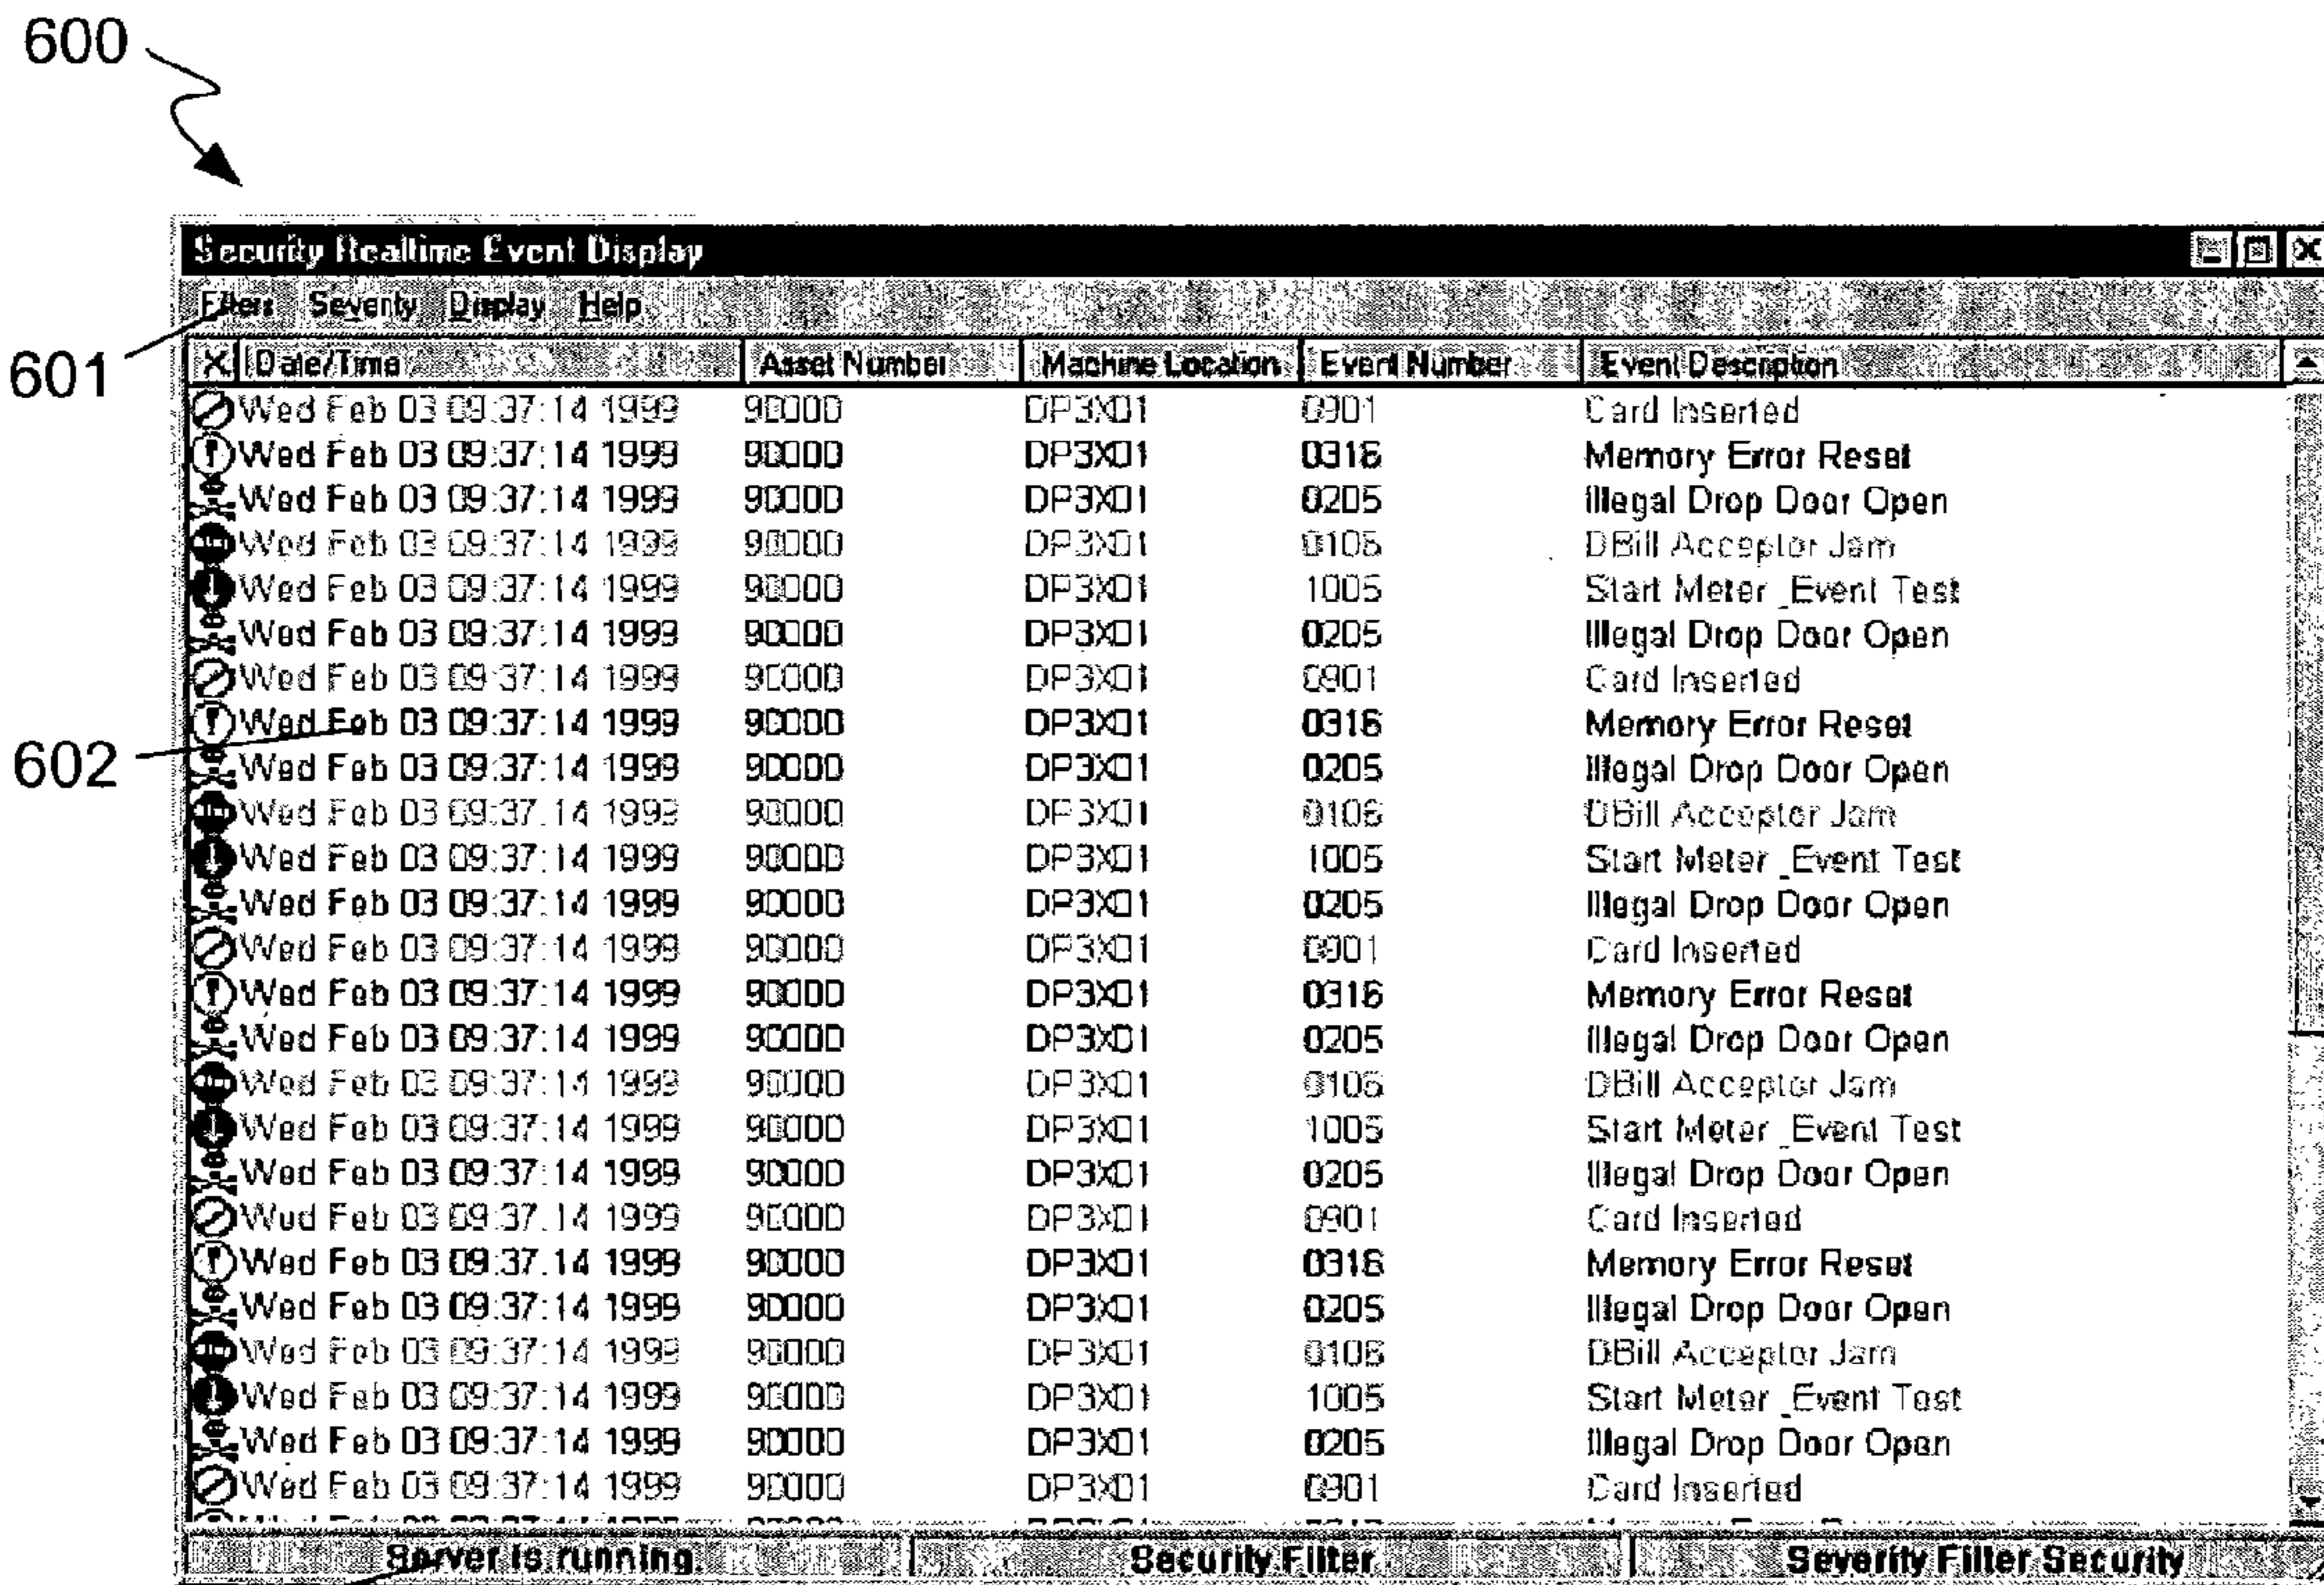 600
Security Realtime Event Display
Filters Severity Display Help
601
X Date/Time Asset Number Machine Location Event Number Event Description
Wed Feb 03 09:37:14 1999 90000 DP3X01 0901 Card Inserted
Wed Feb 03 09:37:14 1999 90000 DP3X01 0316 Memory Error Reset
Wed Feb 03 09:37:14 1999 90000 DP3X01 0205 Illegal Drop Door Open
Wed Feb 03 09:37:14 1999 90000 DP3X01 0106 DBill Acceptor Jam
Wed Feb 03 09:37:14 1999 90000 DP3X01 1005 Start Meter_Event Test
Wed Feb 03 09:37:14 1999 90000 DP3X01 0205 Illegal Drop Door Open
Wed Feb 03 09:37:14 1999 90000 DP3X01 0901 Card Inserted
Wed Feb 03 09:37:14 1999 90000 DP3X01 0316 Memory Error Reset
602
Wed Feb 03 09:37:14 1999 90000 DP3X01 0205 Illegal Drop Door Open
Wed Feb 03 09:37:14 1999 90000 DP3X01 0106 DBill Acceptor Jam
Wed Feb 03 09:37:14 1999 90000 DP3X01 1005 Start Meter_Event Test
Wed Feb 03 09:37:14 1999 90000 DP3X01 0205 Illegal Drop Door Open
Wed Feb 03 09:37:14 1999 90000 DP3X01 0901 Card Inserted
Wed Feb 03 09:37:14 1999 90000 DP3X01 0316 Memory Error Reset
Wed Feb 03 09:37:14 1999 90000 DP3X01 0205 Illegal Drop Door Open
Wed Feb 03 09:37:14 1999 90000 DP3X01 0106 DBill Acceptor Jam
Wed Feb 03 09:37:14 1999 90000 DP3X01 1005 Start Meter_Event Test
Wed Feb 03 09:37:14 1999 90000 DP3X01 0205 Illegal Drop Door Open
Wed Feb 03 09:37:14 1999 90000 DP3X01 0901 Card Inserted
Wed Feb 03 09:37:14 1999 90000 DP3X01 0316 Memory Error Reset
Wed Feb 03 09:37:14 1999 90000 DP3X01 0205 Illegal Drop Door Open
Wed Feb 03 09:37:14 1999 90000 DP3X01 0106 DBill Acceptor Jam
Wed Feb 03 09:37:14 1999 90000 DP3X01 1005 Start Meter_Event Test
Wed Feb 03 09:37:14 1999 90000 DP3X01 0205 Illegal Drop Door Open
Wed Feb 03 09:37:14 1999 90000 DP3X01 0901 Card Inserted
Server is running Security Filter Severity Filter Security